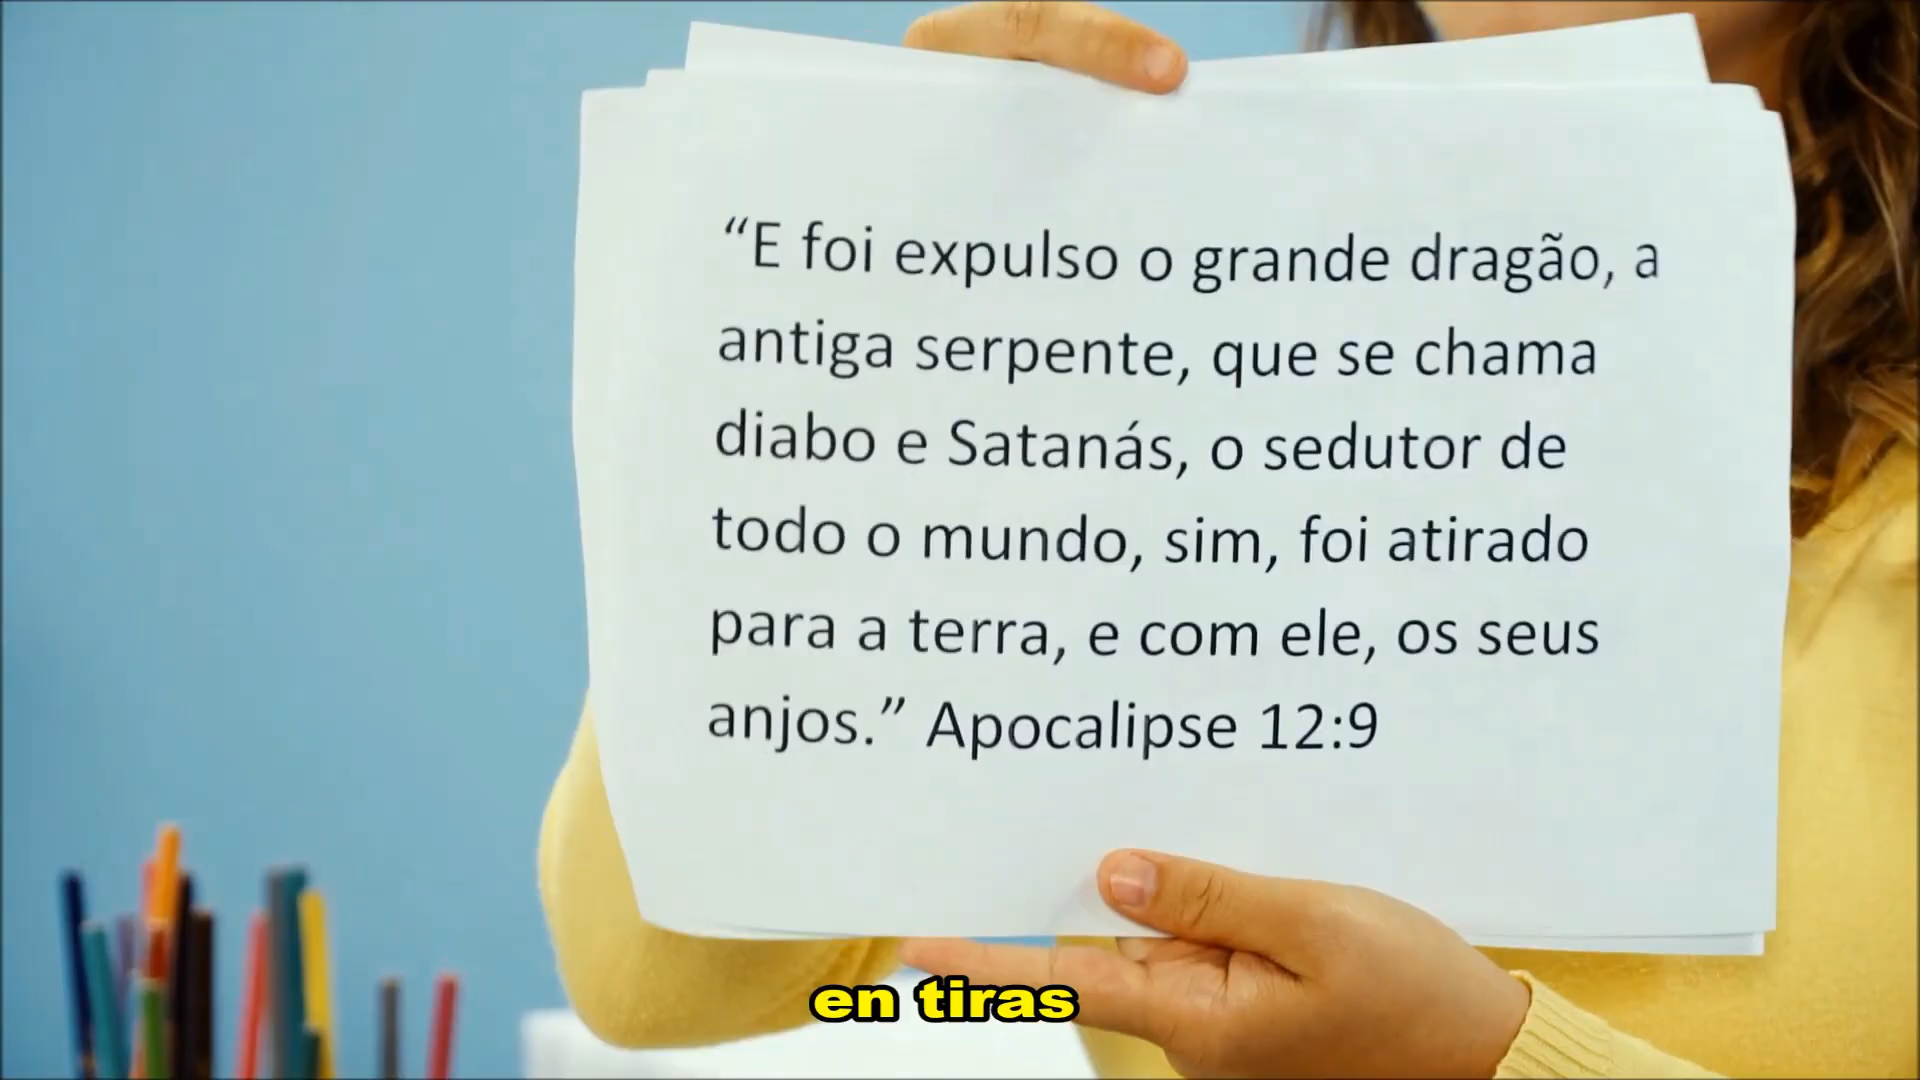 “E foi expulso o grande dragão, a
antiga serpente, que se chama
diabo e Satanás, o sedutor de
todo o mundo, sim, foi atirado
para a terra, e com ele, os seus
anjos.” Apocalipse 12:9
en tiras